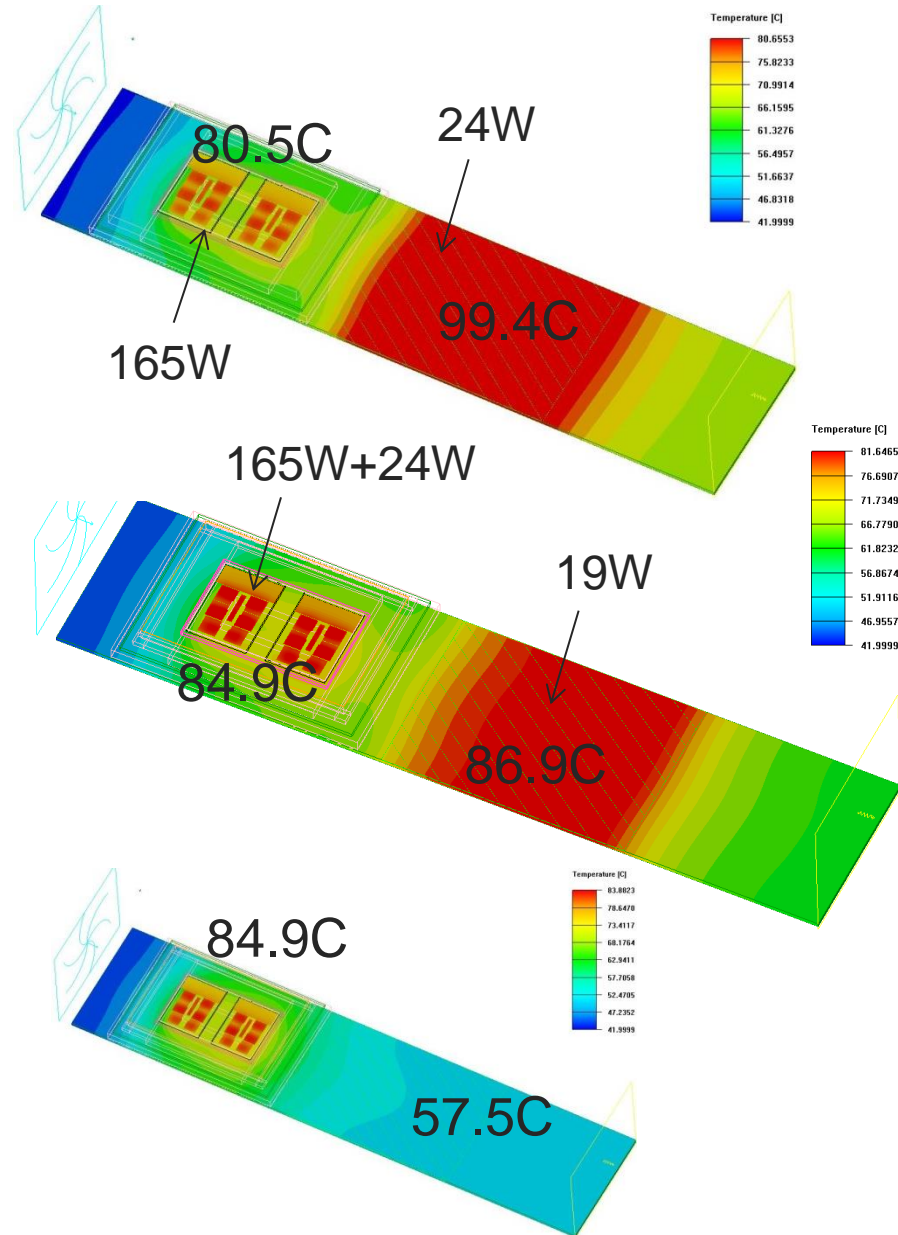 Temperature [C]
80.6553
75.8233
70.9914
66.1595
61.3276
56.4957
51.6637
46.8318
41.9999
24W
80.5C
99.4C
165W
Temperature [C]
81.6465
76.6907
71.7349
66.7790
61.8232
56.8674
51.9116
46.9557
41.9999
165W+24W
19W
84.9C
86.9C
Temperature [C]
83.8823
78.6470
73.4117
68.1764
62.9411
57.7058
52.4705
47.2352
41.9999
84.9C
57.5C